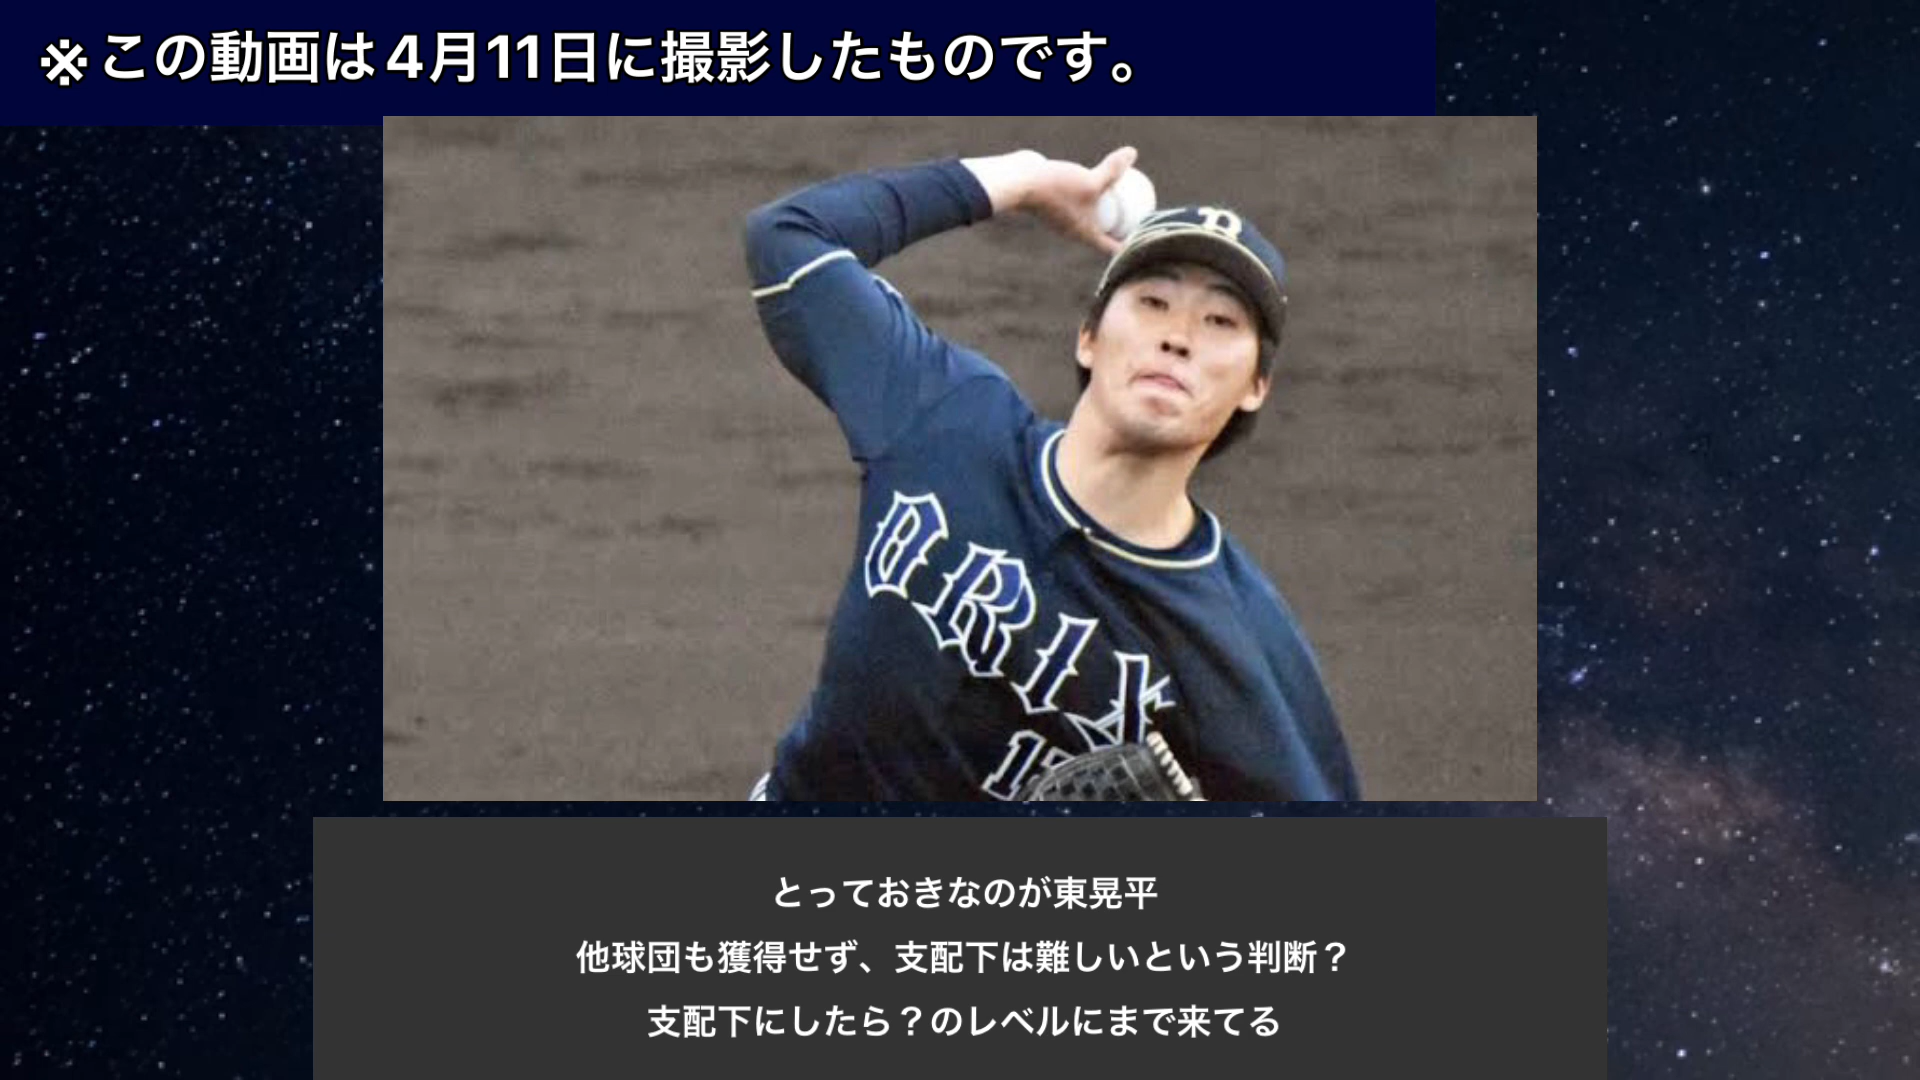 ※この動画は4月11日に撮影したものです。
B
ORIX
とっておきなのが東晃平
他球団も獲得せず、支配下は難しいという判断？
支配下にしたら？のレベルにまで来てる